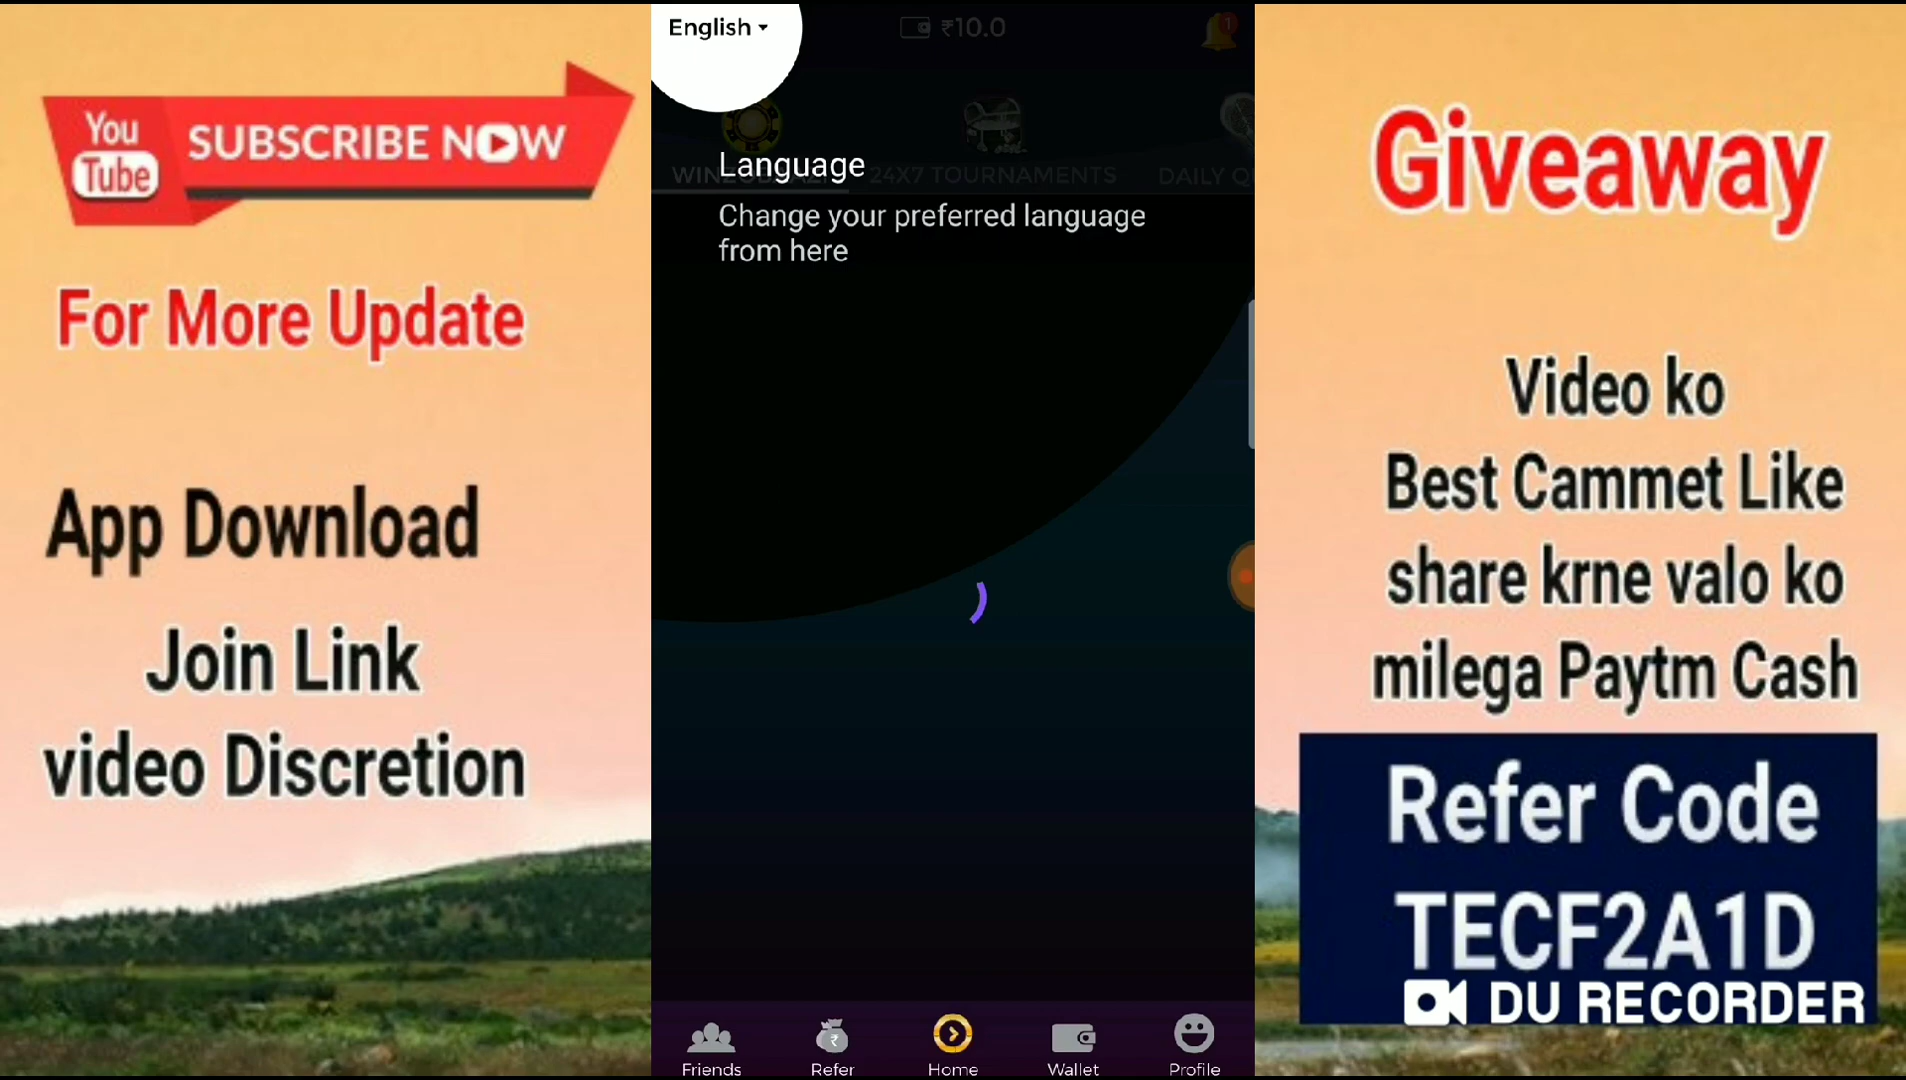 You
Tube
SUBSCRIBE NOW
For More Update
App Download
Join Link
video Discretion
English
₹10.0
1
24X7 TOURNAMENTS
Language
Change your preferred language
from here
Friends
Refer
Home
Wallet
Profile
Giveaway
Video ko
Best Cammet Like
share krne valo ko
milega Paytm Cash
Refer Code
TECF2A1D
DU RECORDER